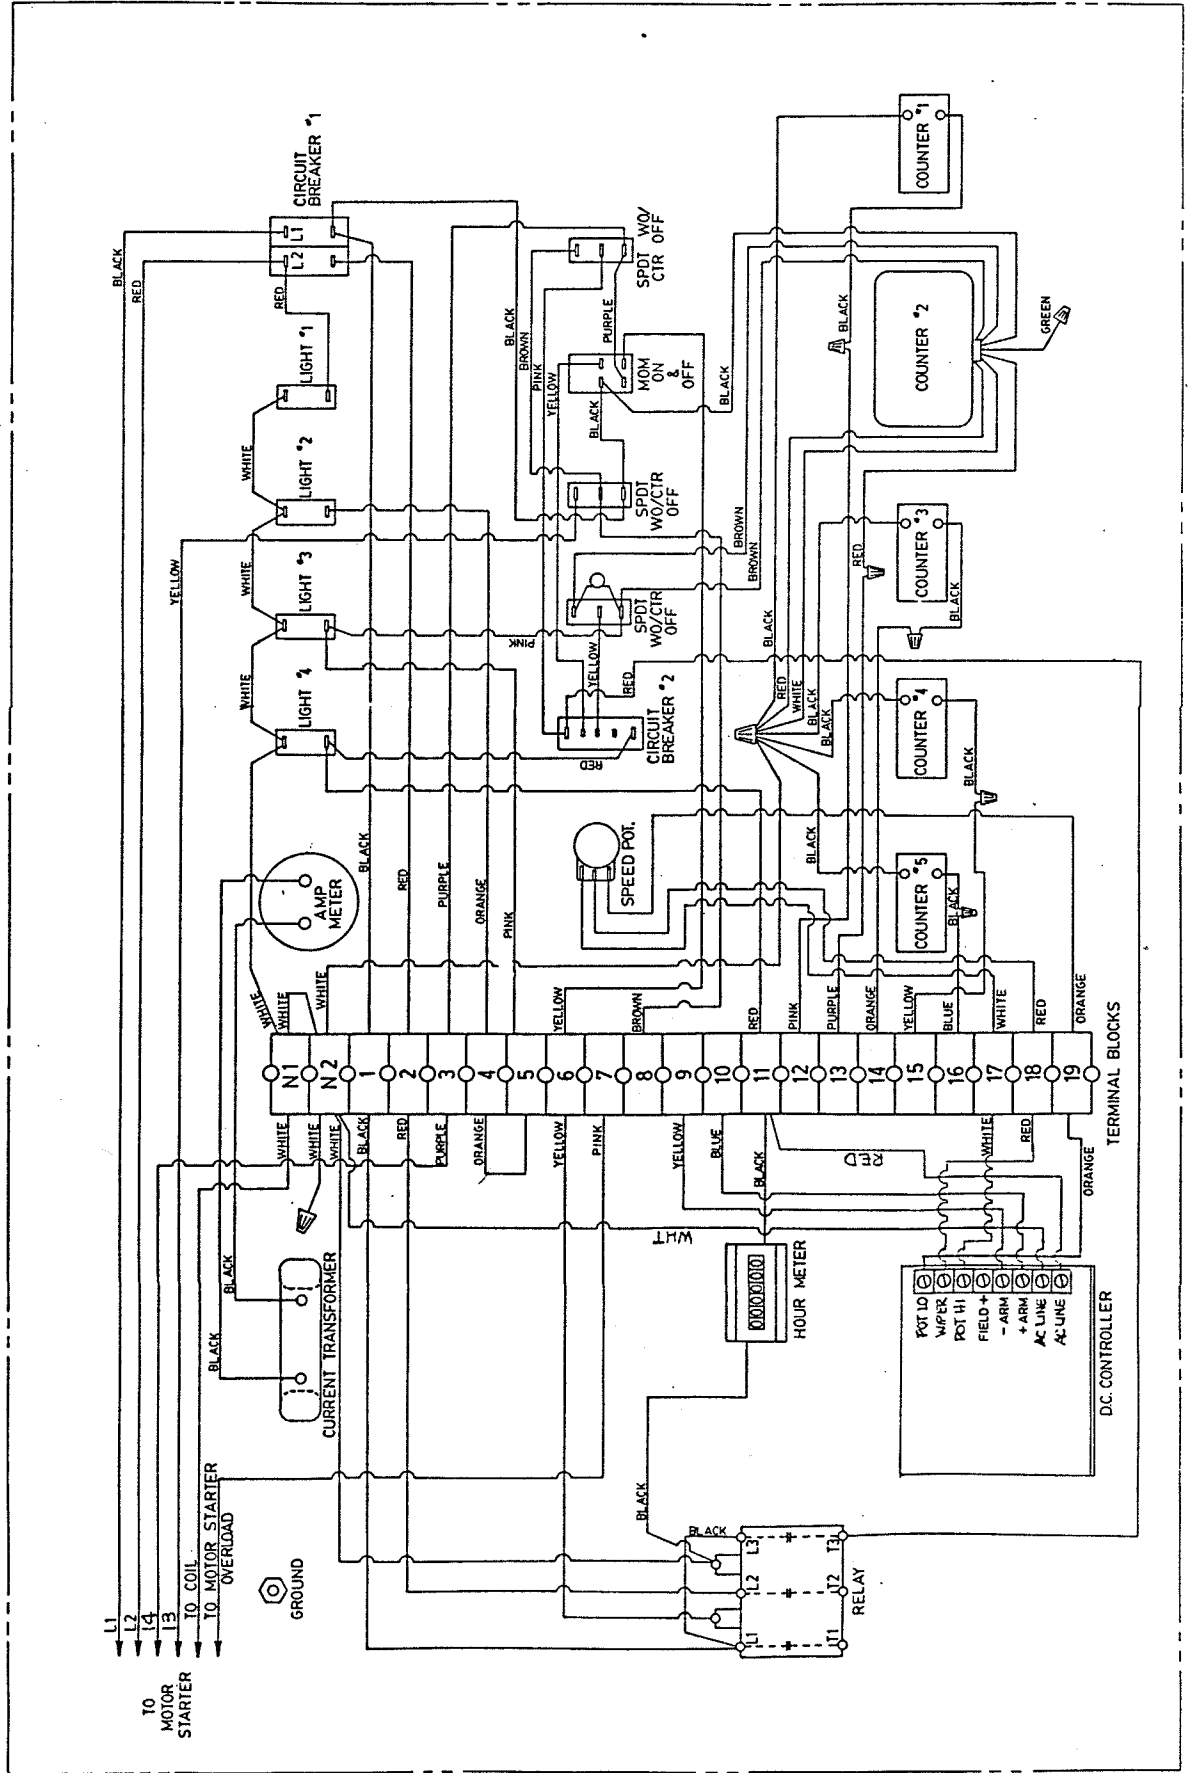 L1
L2
14
13
TO COIL
TO MOTOR STARTER
OVERLOAD
TO
MOTOR
STARTER
BLACK
RED
YELLOW
GROUND
BLACK
BLACK
CURRENT TRANSFORMER
AMP
METER
WHITE
LIGHT #4
WHITE
LIGHT #3
WHITE
LIGHT #2
WHITE
LIGHT #1
RED
L2
L1
CIRCUIT
BREAKER #1
WHITE
WHITE
WHITE
BLACK
RED
PURPLE
ORANGE
PINK
YELLOW
BROWN
RED
PINK
PURPLE
ORANGE
YELLOW
BLUE
WHITE
RED
ORANGE
N1
N2
1
2
3
4
5
6
7
8
9
10
11
12
13
14
15
16
17
18
19
TERMINAL BLOCKS
WHITE
WHITE
WHITE
BLACK
RED
PURPLE
ORANGE
YELLOW
PINK
YELLOW
BLUE
BLACK
RED
WHITE
RED
ORANGE
WHT
PINK
RED
BLACK
BROWN
PINK
YELLOW
YELLOW
RED
CIRCUIT
BREAKER #2
SPDT
WO/CTR
OFF
SPDT
WO/CTR
OFF
BLACK
MOM
ON
&
OFF
PURPLE
SPDT WO/
CTR OFF
BLACK
BROWN
BROWN
SPEED POT.
BLACK
RED
WHITE
BLACK
BLACK
BLACK
BLACK
RED
COUNTER #1
COUNTER #2
GREEN
COUNTER #3
BLACK
COUNTER #4
BLACK
COUNTER #5
BLACK
HOUR METER
000000
BLACK
BLACK
L3
L2
L1
T3
T2
T1
RELAY
POT LO
WIPER
POT HI
FIELD +
- ARM
+ ARM
AC LINE
AC LINE
D.C. CONTROLLER